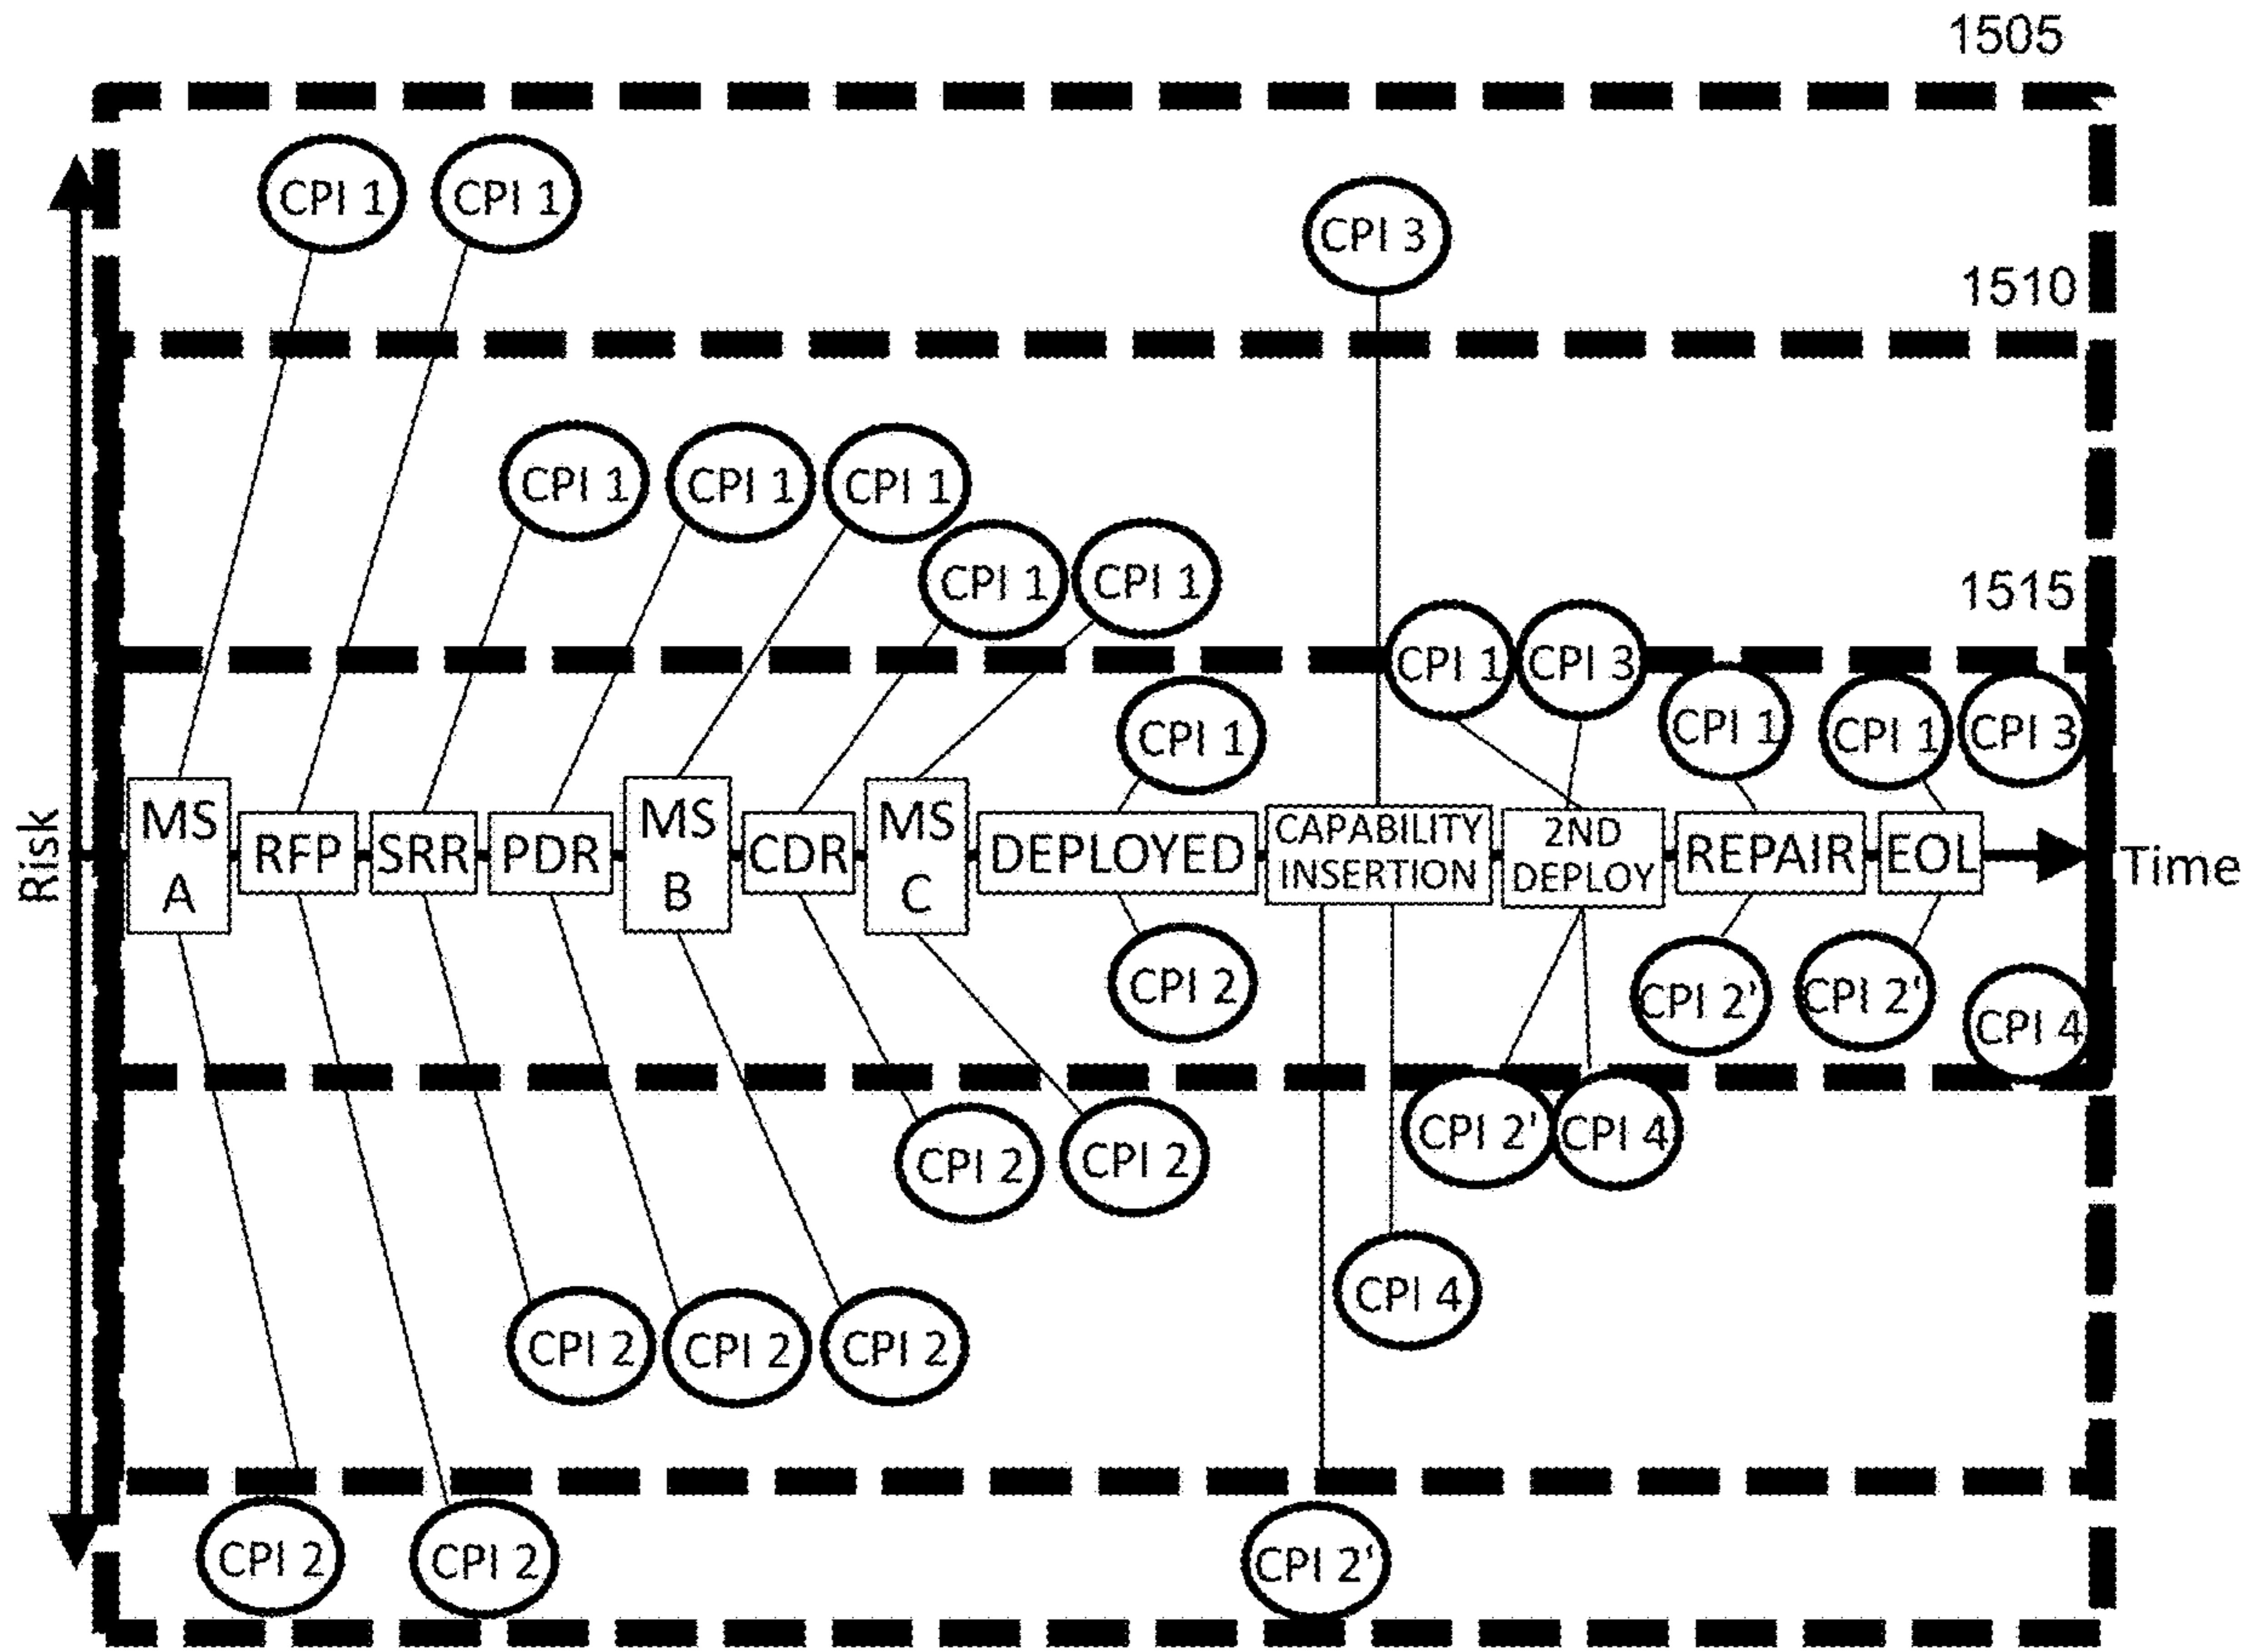 1505
CPI 1 CPI 1
CPI 3
1510
CPI 1 CPI 1 CPI 1
CPI 1 CPI 1
1515
CPI 1 CPI 3
CPI 1 CPI 1 CPI 1 CPI 3
Risk
MS A
RFP
SRR
PDR
MS B
CDR
MS C
DEPLOYED
CAPABILITY
INSERTION
2ND
DEPLOY
REPAIR
EOL
Time
CPI 2 CPI 2' CPI 2' CPI 4
CPI 2' CPI 4
CPI 2 CPI 2
CPI 4
CPI 2 CPI 2 CPI 2
CPI 2 CPI 2 CPI 2'